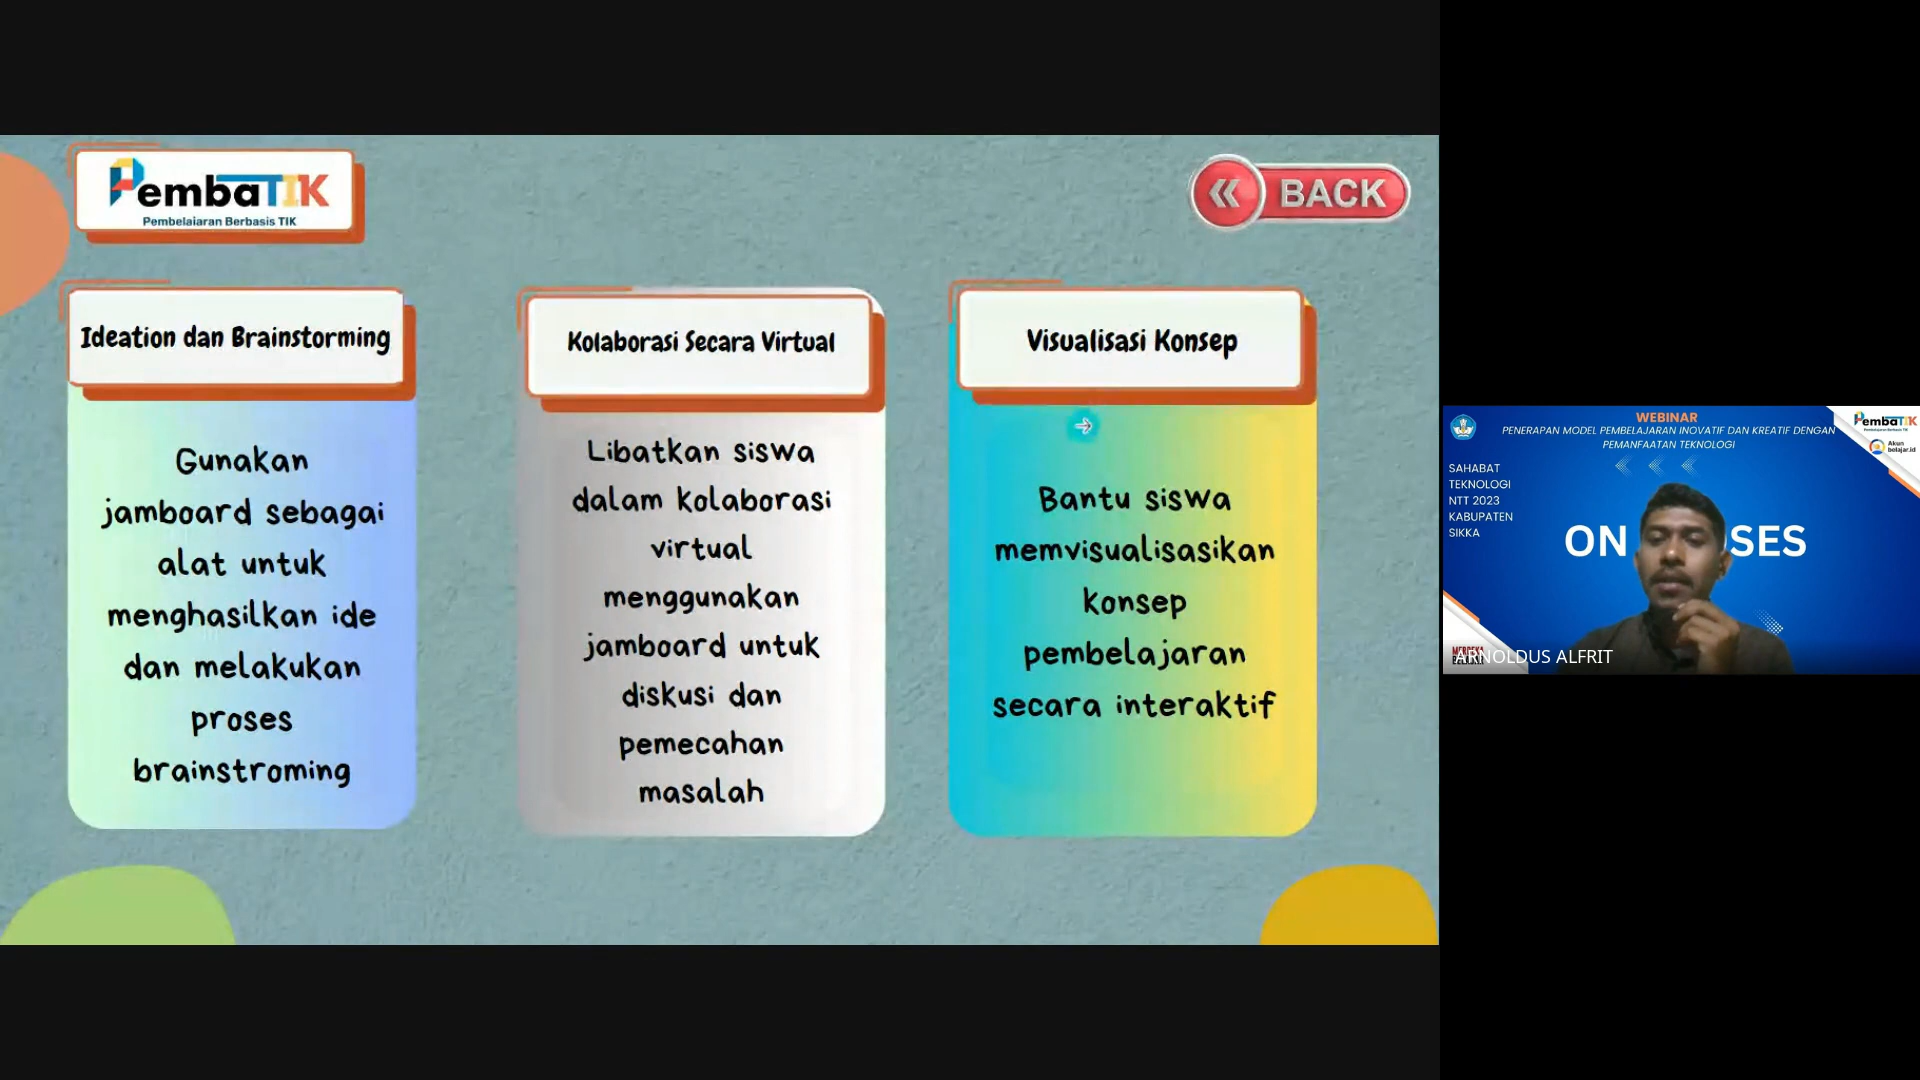 PembaTIK
Pembelajaran Berbasis TIK
BACK
Ideation dan Brainstorming
Gunakan
jamboard sebagai
alat untuk
menghasilkan ide
dan melakukan
proses
brainstroming
Kolaborasi Secara Virtual
Libatkan siswa
dalam kolaborasi
virtual
menggunakan
jamboard untuk
diskusi dan
pemecahan
masalah
Visualisasi Konsep
Bantu siswa
memvisualisasikan
konsep
pembelajaran
secara interaktif
WEBINAR
PENERAPAN MODEL PEMBELAJARAN INOVATIF DAN KREATIF DENGAN
PEMANFAATAN TEKNOLOGI
PembaTIK
Akun
belajar.id
SAHABAT
TEKNOLOGI
NTT 2023
KABUPATEN
SIKKA
ON SES
ARNOLDUS ALFRIT